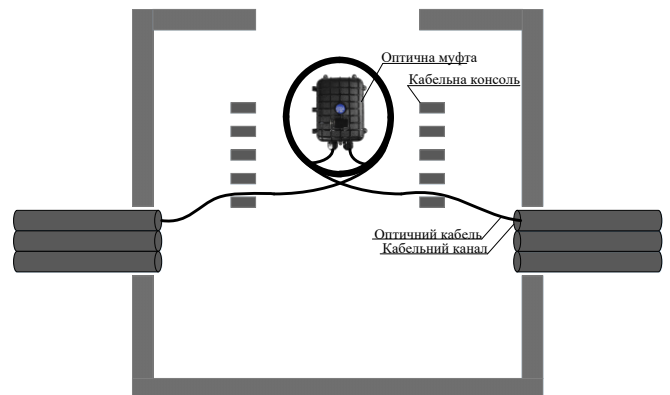 Оптична муфта
Кабельна консоль
Оптичний кабель
Кабельний канал